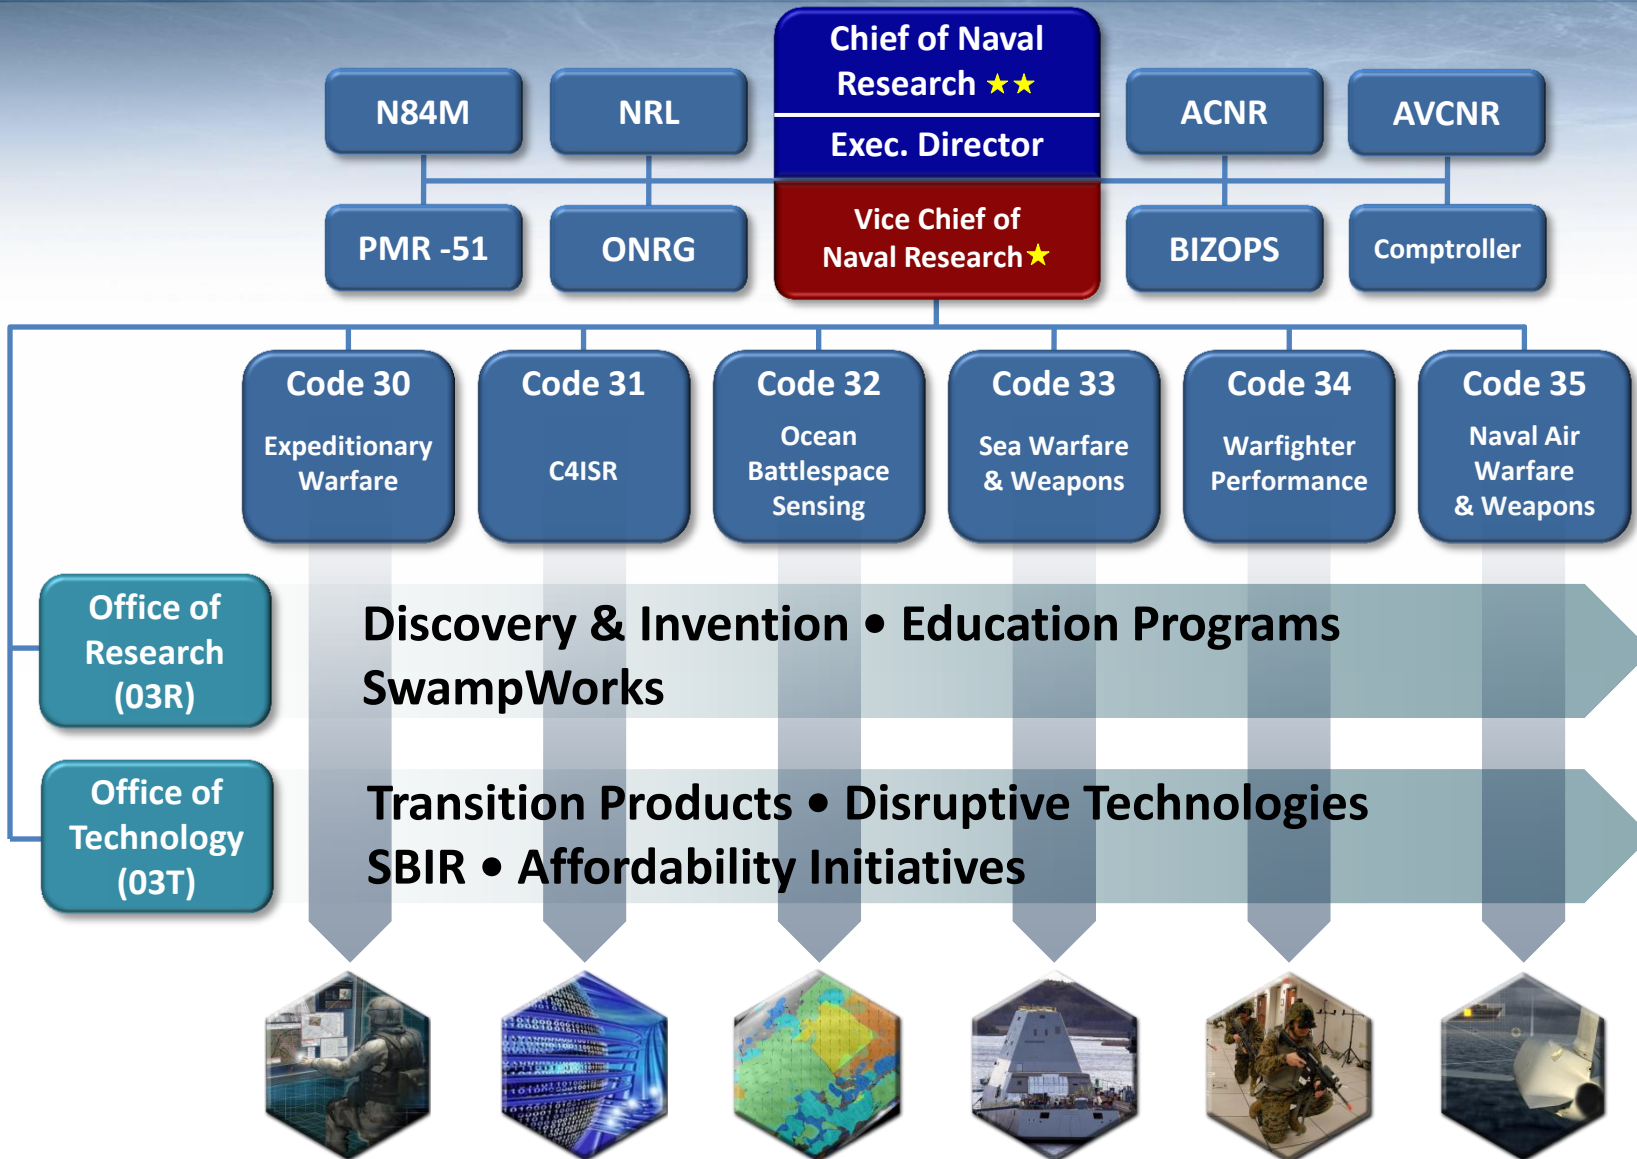 Chief of Naval
Research
Exec. Director
Vice Chief of
Naval Research
N84M
NRL
ACNR
AVCNR
PMR -51
ONRG
BIZOPS
Comptroller
Code 30
Expeditionary
Warfare
Code 31
C4ISR
Code 32
Ocean
Battlespace
Sensing
Code 33
Sea Warfare
& Weapons
Code 34
Warfighter
Performance
Code 35
Naval Air
Warfare
& Weapons
Office of
Research
(03R)
Discovery & Invention • Education Programs
SwampWorks
Office of
Technology
(03T)
Transition Products • Disruptive Technologies
SBIR • Affordability Initiatives